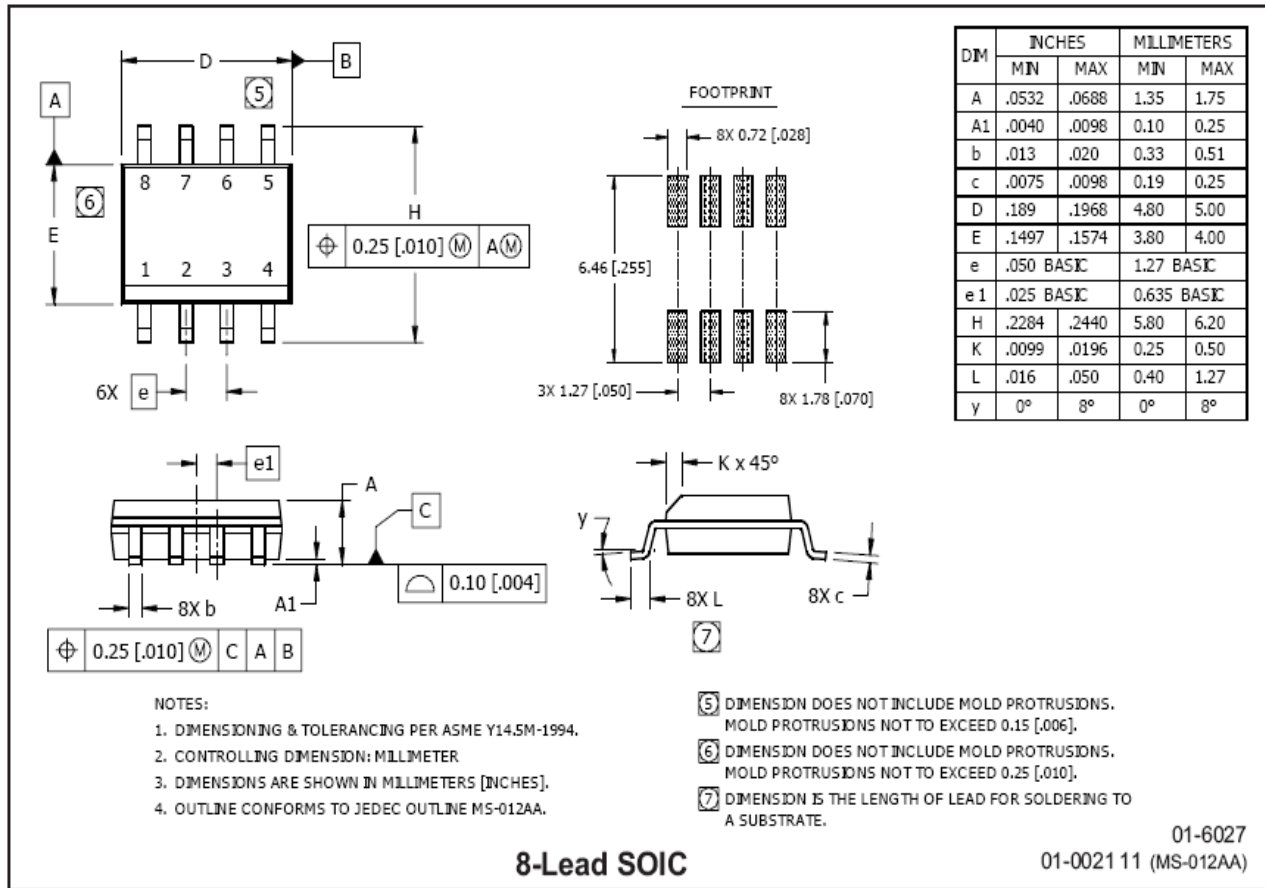 D
B
5
A
8 7 6 5
6
E
H
⌖ 0.25 [.010] Ⓜ A Ⓜ
1 2 3 4
6X e
FOOTPRINT
8X 0.72 [.028]
6.46 [.255]
3X 1.27 [.050]
8X 1.78 [.070]
DIM INCHES MILLIMETERS
MIN MAX MIN MAX
A .0532 .0688 1.35 1.75
A1 .0040 .0098 0.10 0.25
b .013 .020 0.33 0.51
c .0075 .0098 0.19 0.25
D .189 .1968 4.80 5.00
E .1497 .1574 3.80 4.00
e .050 BASIC 1.27 BASIC
e1 .025 BASIC 0.635 BASIC
H .2284 .2440 5.80 6.20
K .0099 .0196 0.25 0.50
L .016 .050 0.40 1.27
y 0° 8° 0° 8°
e1
A
C
⌓ 0.10 [.004]
8X b
A1
⌖ 0.25 [.010] Ⓜ C A B
K x 45°
y
8X L
8X c
7
NOTES:
1. DIMENSIONING & TOLERANCING PER ASME Y14.5M-1994.
2. CONTROLLING DIMENSION: MILLIMETER
3. DIMENSIONS ARE SHOWN IN MILLIMETERS [INCHES].
4. OUTLINE CONFORMS TO JEDEC OUTLINE MS-012AA.
5 DIMENSION DOES NOT INCLUDE MOLD PROTRUSIONS.
MOLD PROTRUSIONS NOT TO EXCEED 0.15 [.006].
6 DIMENSION DOES NOT INCLUDE MOLD PROTRUSIONS.
MOLD PROTRUSIONS NOT TO EXCEED 0.25 [.010].
7 DIMENSION IS THE LENGTH OF LEAD FOR SOLDERING TO
A SUBSTRATE.
8-Lead SOIC
01-6027
01-0021 11 (MS-012AA)